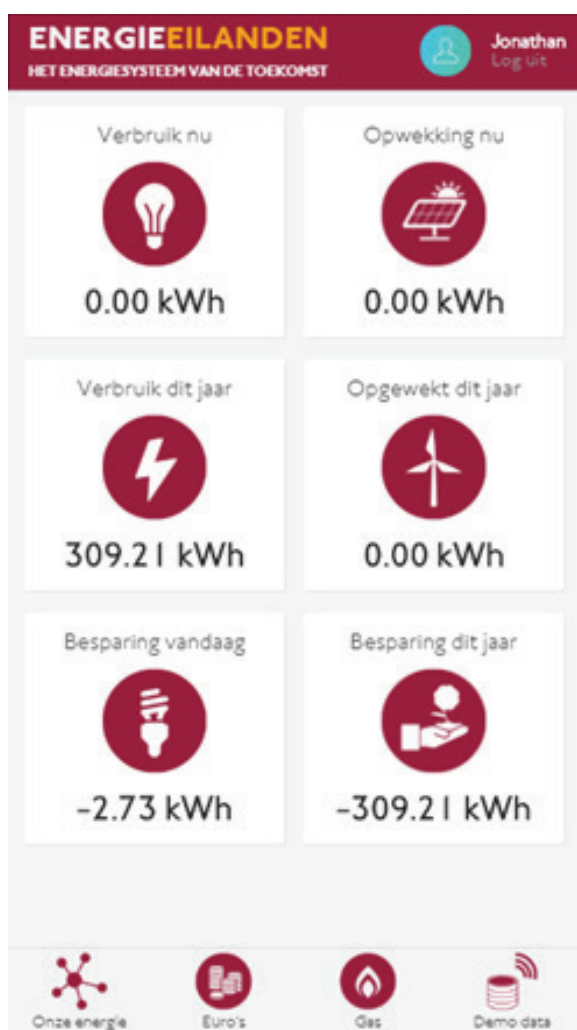 ENERGIEEILANDEN
HET ENERGIESYSTEEM VAN DE TOEKOMST
Jonathan
Log uit
Verbruik nu
0.00 kWh
Opwekking nu
0.00 kWh
Verbruik dit jaar
309.21 kWh
Opgewekt dit jaar
0.00 kWh
Besparing vandaag
-2.73 kWh
Besparing dit jaar
-309.21 kWh
Onze energie
Euro's
Gas
Demo data